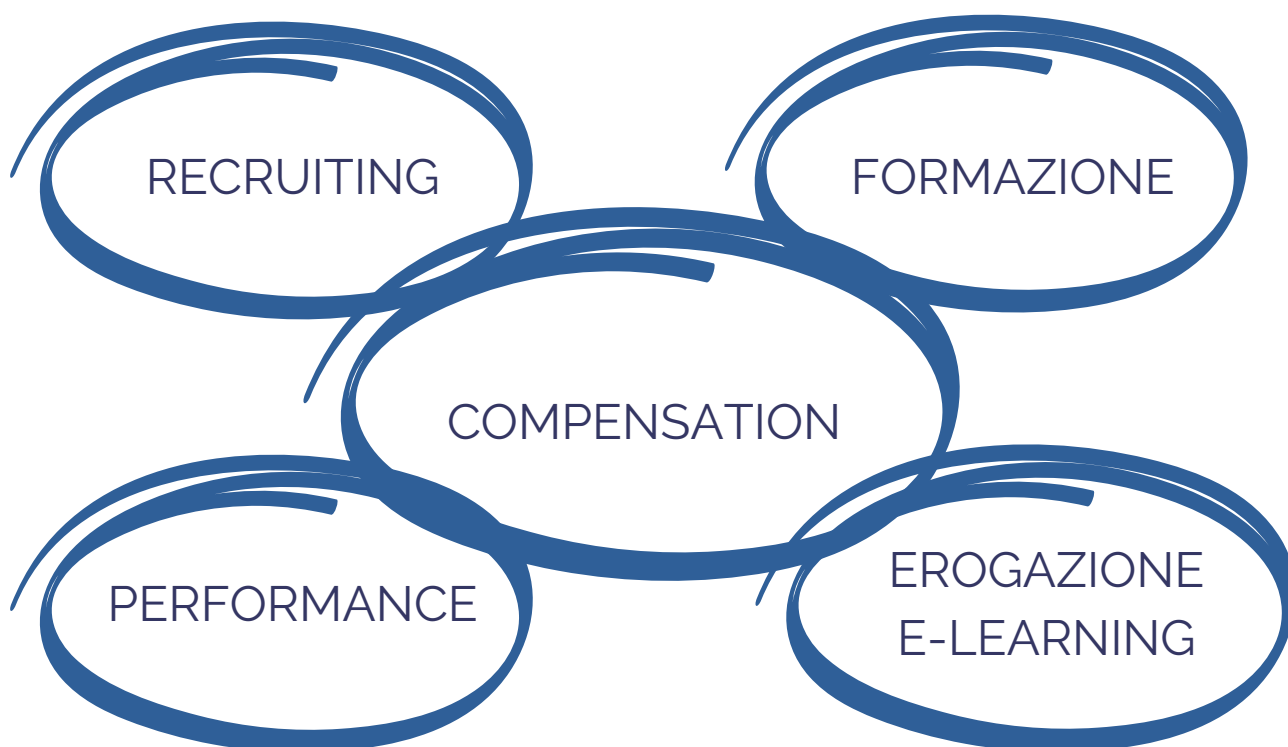 RECRUITING
FORMAZIONE
COMPENSATION
PERFORMANCE
EROGAZIONE
E-LEARNING